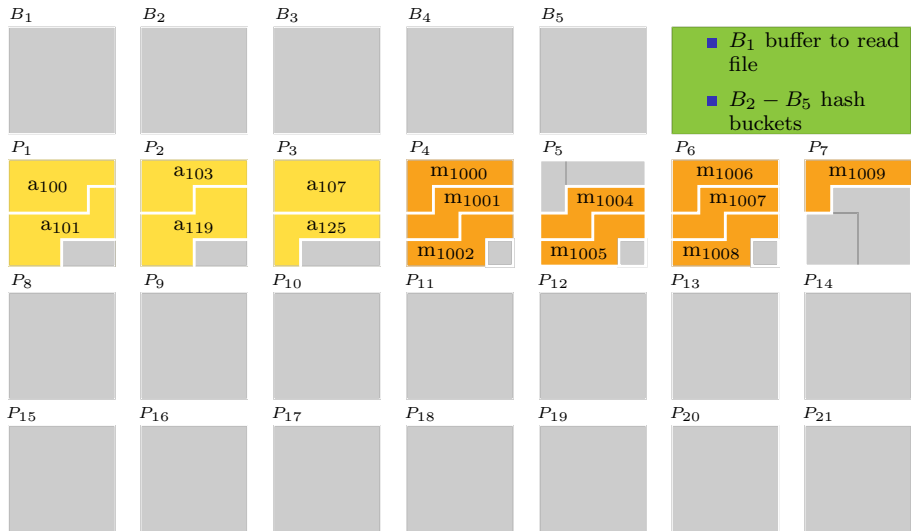 B₁ B₂ B₃ B₄ B₅
■ B₁ buffer to read
file
■ B₂ − B₅ hash
buckets
P₁ P₂ P₃ P₄ P₅ P₆ P₇
a₁₀₀ a₁₀₃ a₁₀₇ m₁₀₀₀ m₁₀₀₆ m₁₀₀₉
m₁₀₀₁ m₁₀₀₄ m₁₀₀₇
a₁₀₁ a₁₁₉ a₁₂₅
m₁₀₀₂ m₁₀₀₅ m₁₀₀₈
P₈ P₉ P₁₀ P₁₁ P₁₂ P₁₃ P₁₄
P₁₅ P₁₆ P₁₇ P₁₈ P₁₉ P₂₀ P₂₁